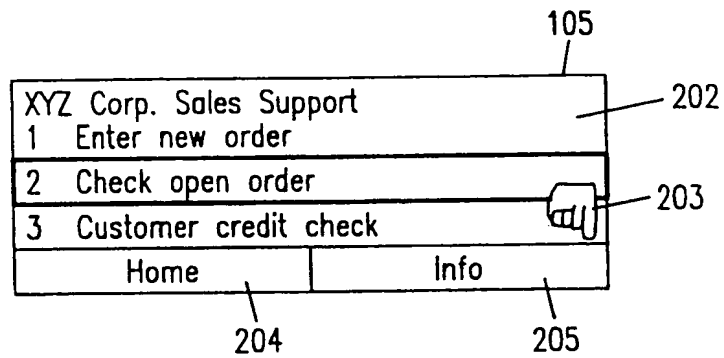 105
XYZ Corp. Sales Support
202
1 Enter new order
2 Check open order
203
3 Customer credit check
Home Info
204 205